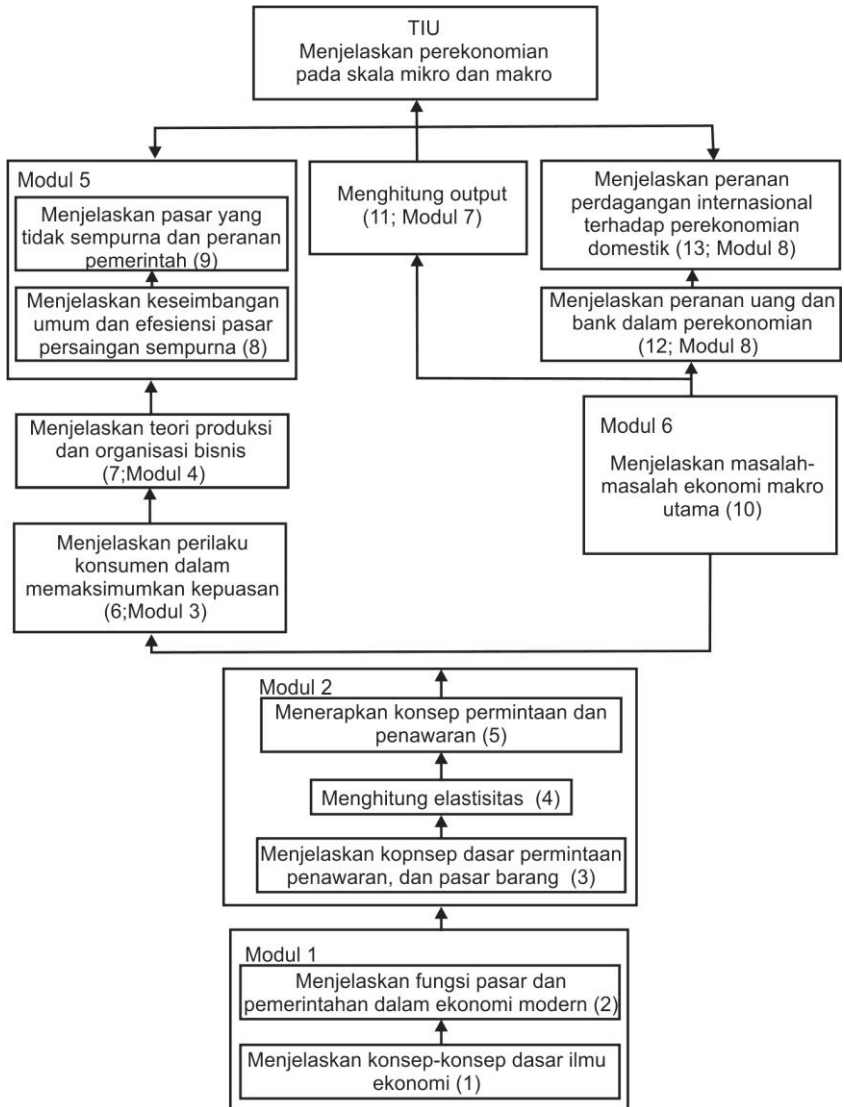 TIU
Menjelaskan perekonomian
pada skala mikro dan makro
Modul 5
Menjelaskan pasar yang
tidak sempurna dan peranan
pemerintah (9)
Menjelaskan keseimbangan
umum dan efesiensi pasar
persaingan sempurna (8)
Menghitung output
(11; Modul 7)
Menjelaskan peranan
perdagangan internasional
terhadap perekonomian
domestik (13; Modul 8)
Menjelaskan peranan uang dan
bank dalam perekonomian
(12; Modul 8)
Menjelaskan teori produksi
dan organisasi bisnis
(7;Modul 4)
Modul 6
Menjelaskan masalah-
masalah ekonomi makro
utama (10)
Menjelaskan perilaku
konsumen dalam
memaksimumkan kepuasan
(6;Modul 3)
Modul 2
Menerapkan konsep permintaan dan
penawaran (5)
Menghitung elastisitas (4)
Menjelaskan kopnsep dasar permintaan
penawaran, dan pasar barang (3)
Modul 1
Menjelaskan fungsi pasar dan
pemerintahan dalam ekonomi modern (2)
Menjelaskan konsep-konsep dasar ilmu
ekonomi (1)